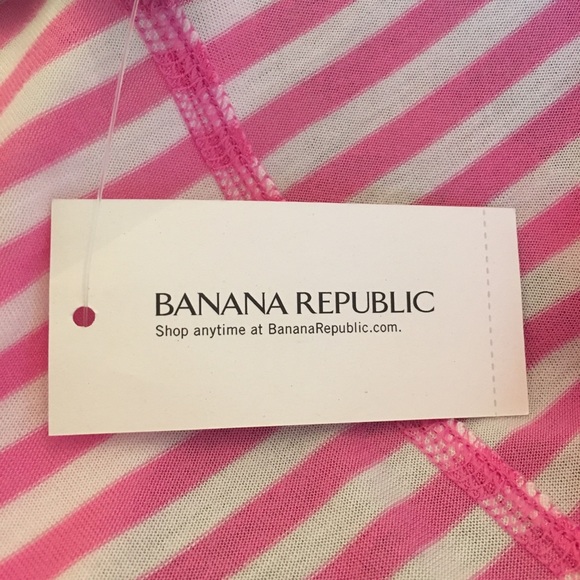 BANANA REPUBLIC
Shop anytime at BananaRepublic.com.